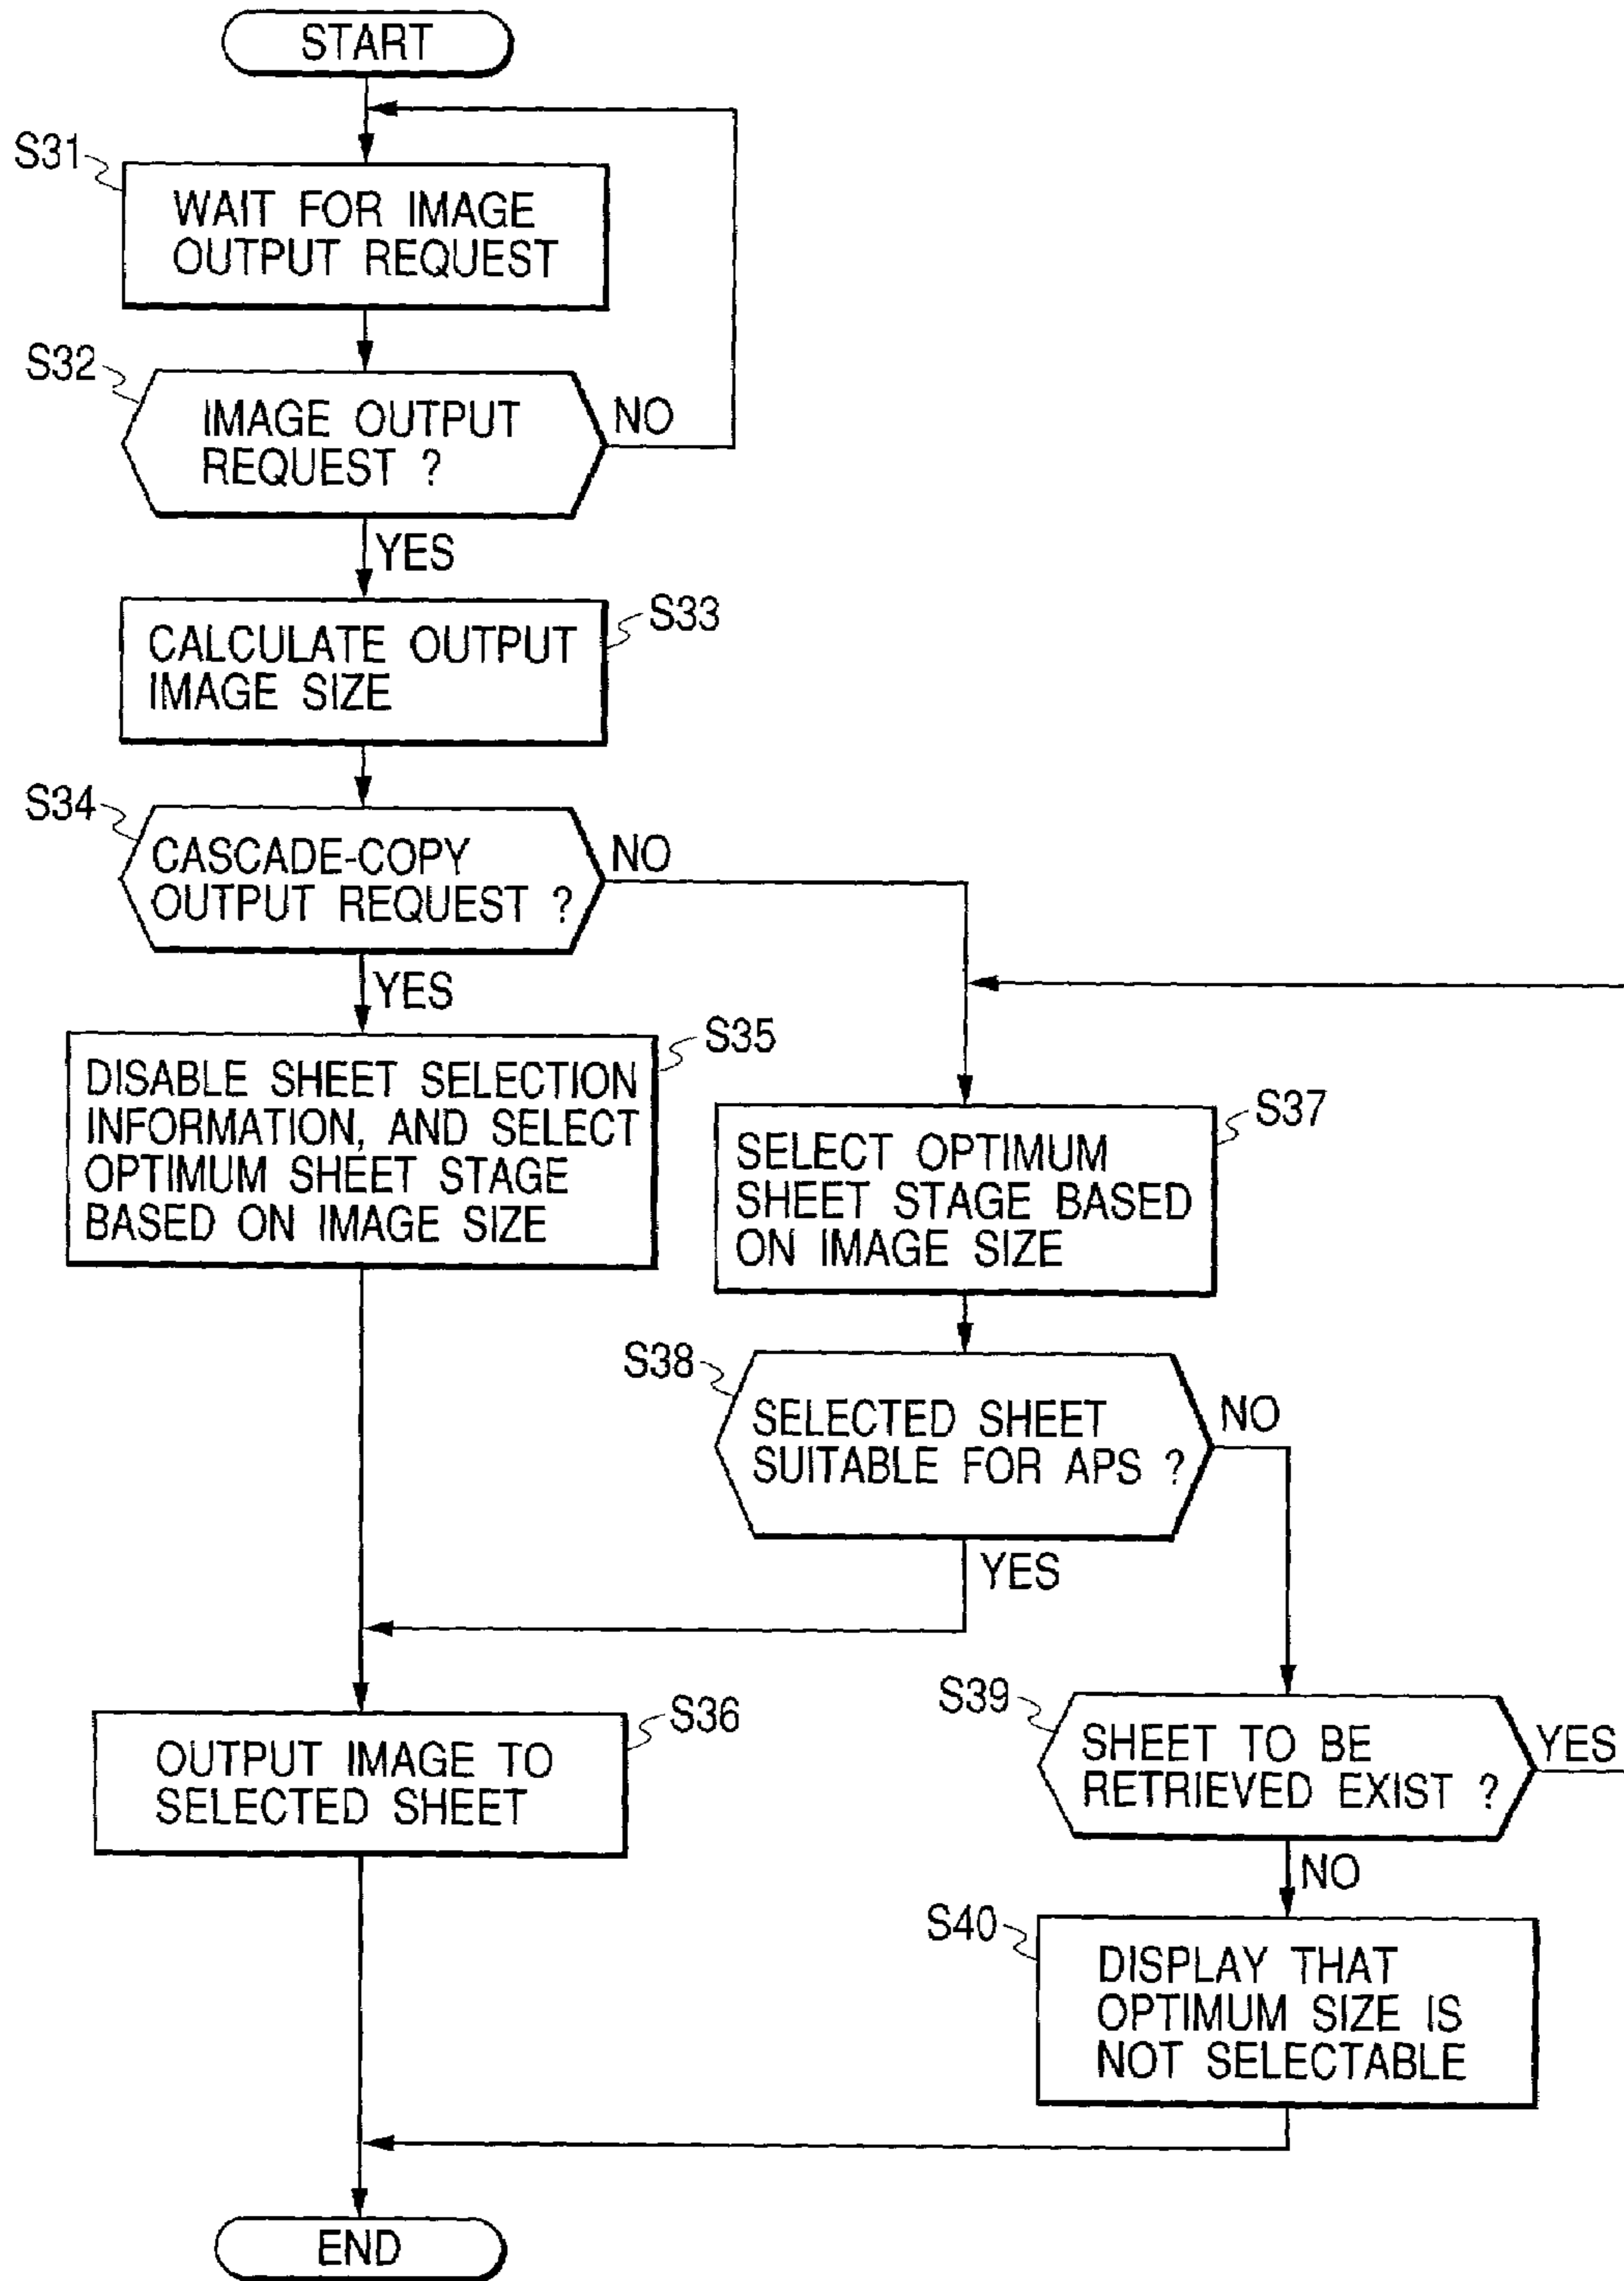 START
S31
WAIT FOR IMAGE
OUTPUT REQUEST
S32
IMAGE OUTPUT
REQUEST ?
NO
YES
S33
CALCULATE OUTPUT
IMAGE SIZE
S34
CASCADE-COPY
OUTPUT REQUEST ?
NO
YES
S35
DISABLE SHEET SELECTION
INFORMATION, AND SELECT
OPTIMUM SHEET STAGE
BASED ON IMAGE SIZE
S37
SELECT OPTIMUM
SHEET STAGE BASED
ON IMAGE SIZE
S38
SELECTED SHEET
SUITABLE FOR APS ?
NO
YES
S36
OUTPUT IMAGE TO
SELECTED SHEET
S39
SHEET TO BE
RETRIEVED EXIST ?
YES
NO
S40
DISPLAY THAT
OPTIMUM SIZE IS
NOT SELECTABLE
END